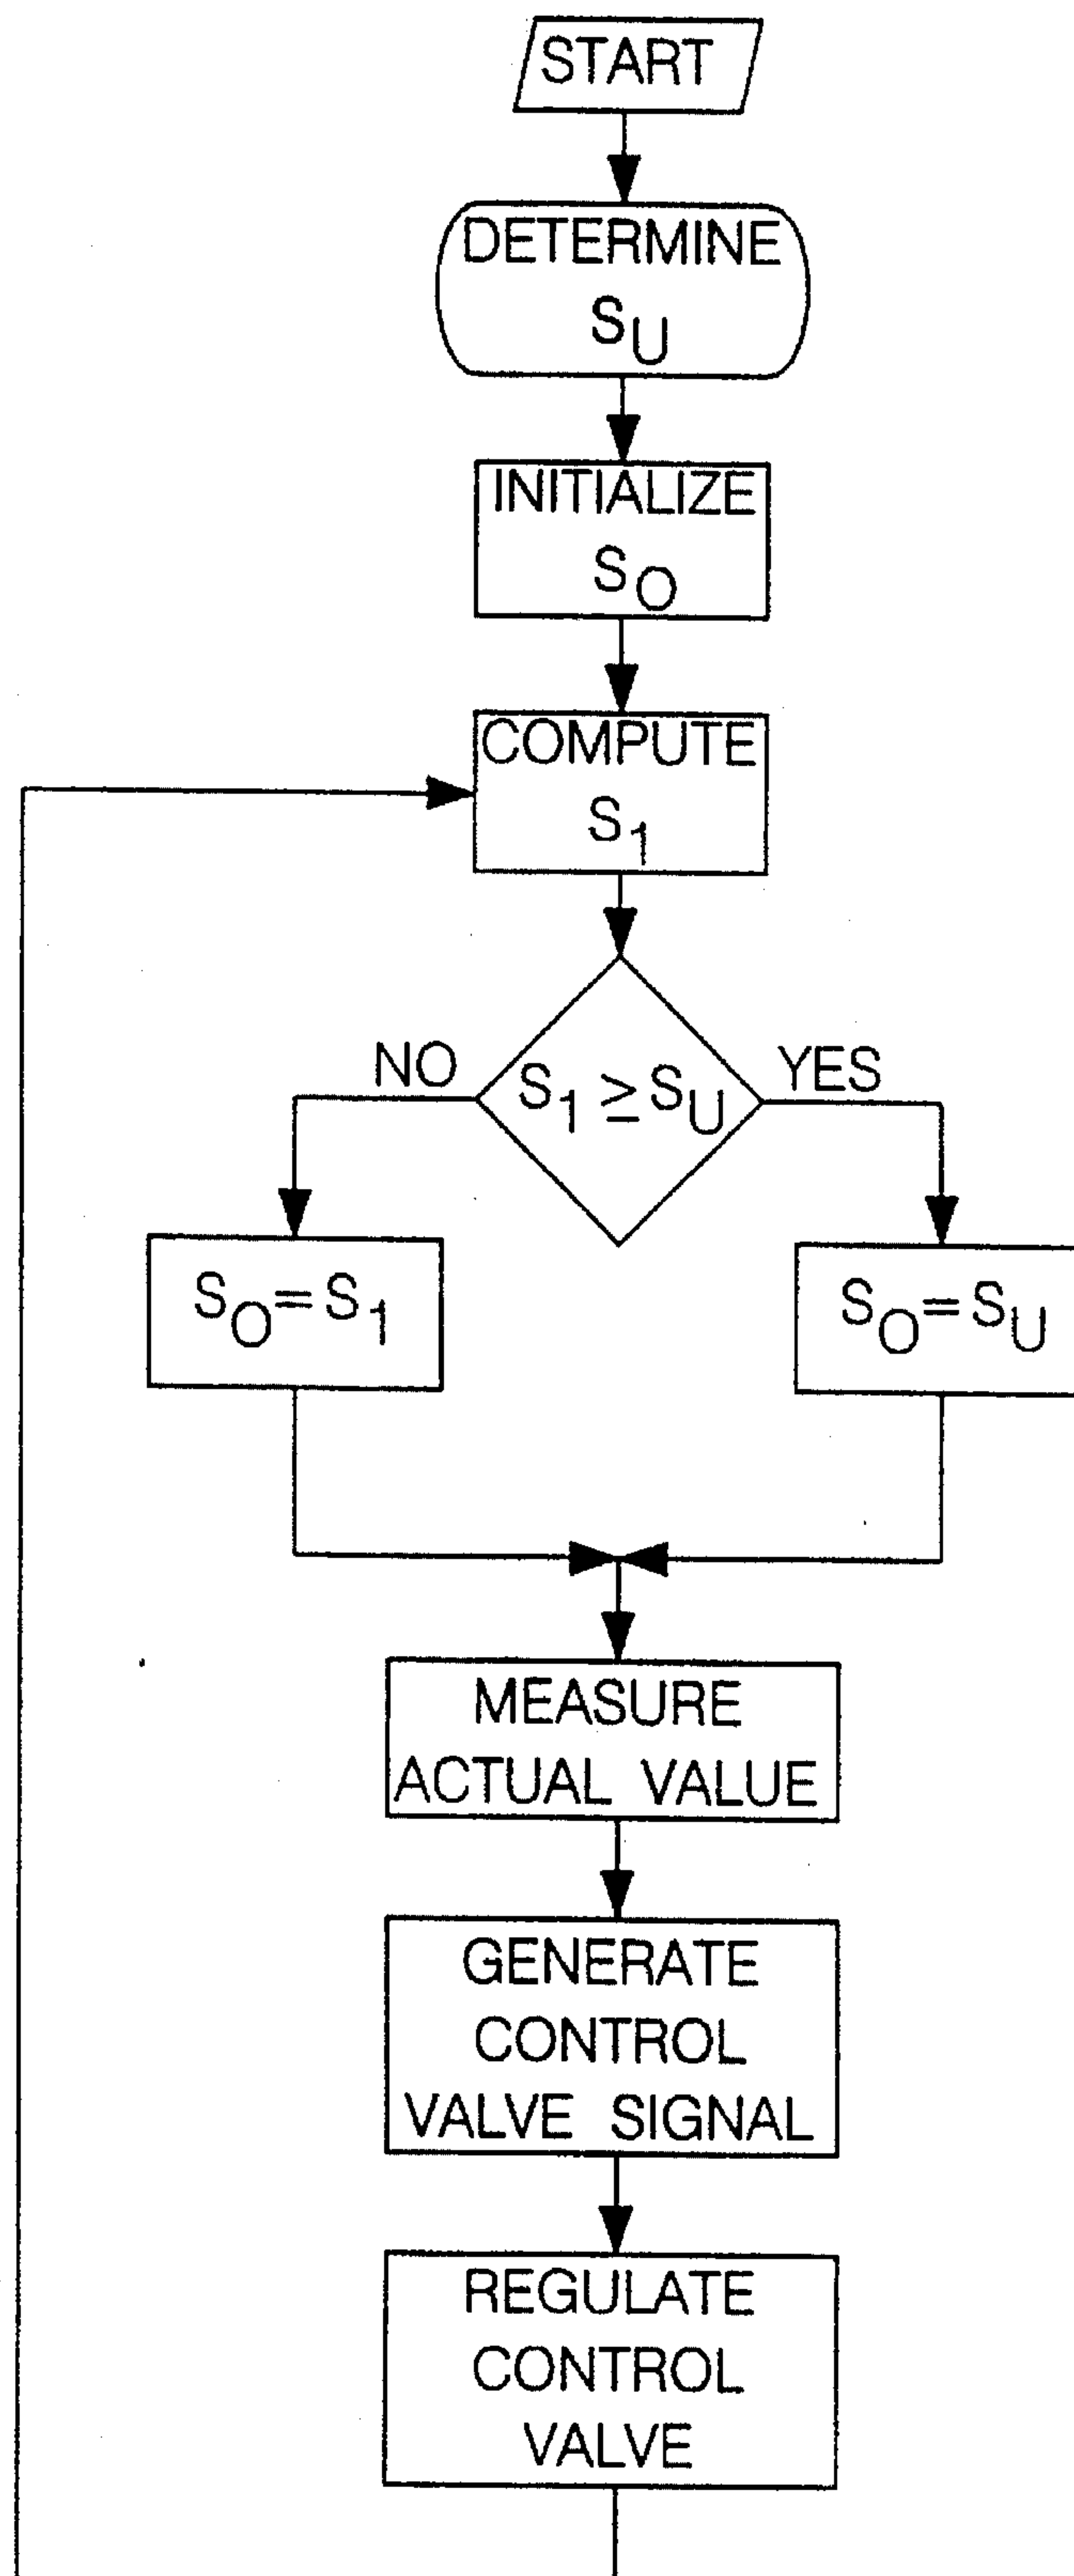 START
DETERMINE
S_U
INITIALIZE
S_O
COMPUTE
S_1
NO
S_1 ≥ S_U
YES
S_O = S_1
S_O = S_U
MEASURE
ACTUAL VALUE
GENERATE
CONTROL
VALVE SIGNAL
REGULATE
CONTROL
VALVE